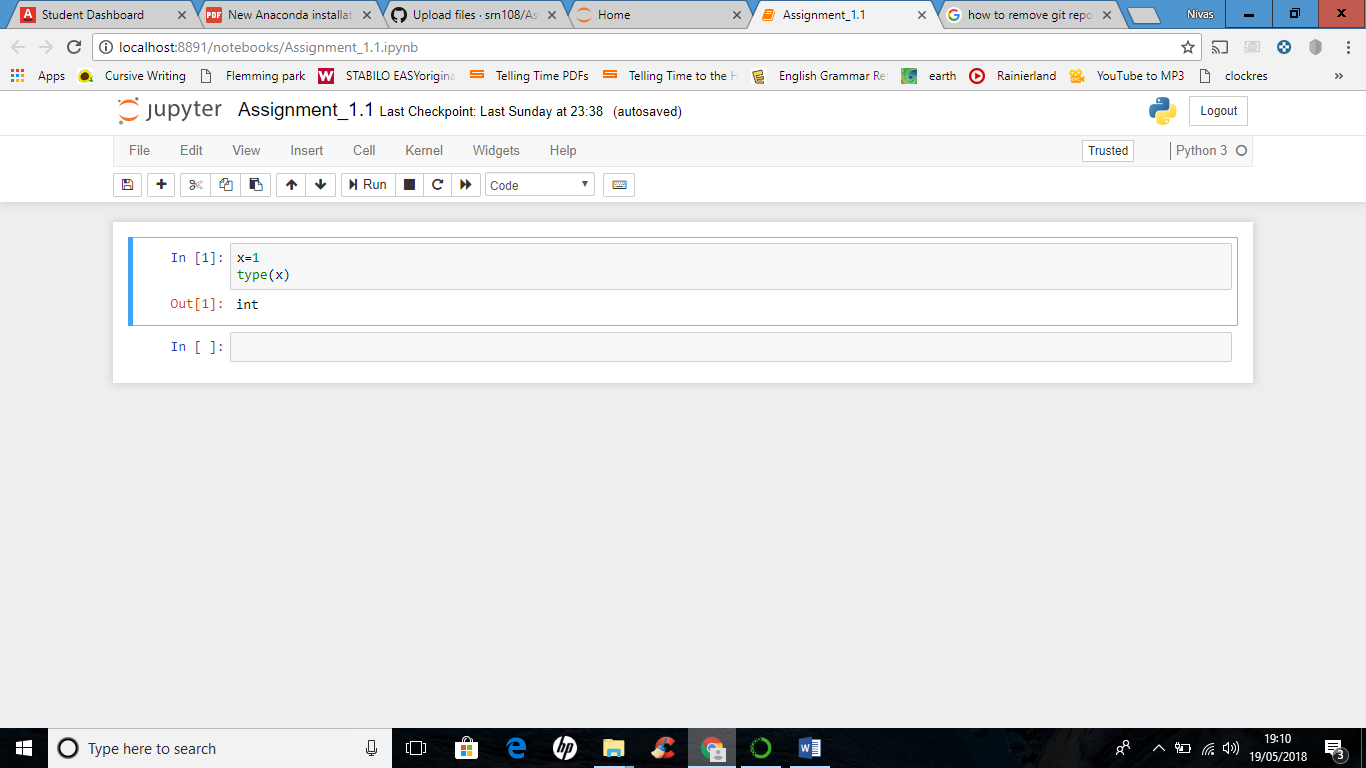 Student Dashboard
New Anaconda installat
Upload files · srn108/As
Home
Assignment_1.1
how to remove git repo
Nivas
localhost:8891/notebooks/Assignment_1.1.ipynb
Apps
Cursive Writing
Flemming park
STABILO EASYorigina
Telling Time PDFs
Telling Time to the H
English Grammar Re
earth
Rainierland
YouTube to MP3
clockres
»
jupyter Assignment_1.1 Last Checkpoint: Last Sunday at 23:38 (autosaved)
Logout
File Edit View Insert Cell Kernel Widgets Help
Trusted
Python 3
Run
Code
In [1]: x=1
type(x)
Out[1]: int
In [ ]:
Type here to search
19:10
19/05/2018
3